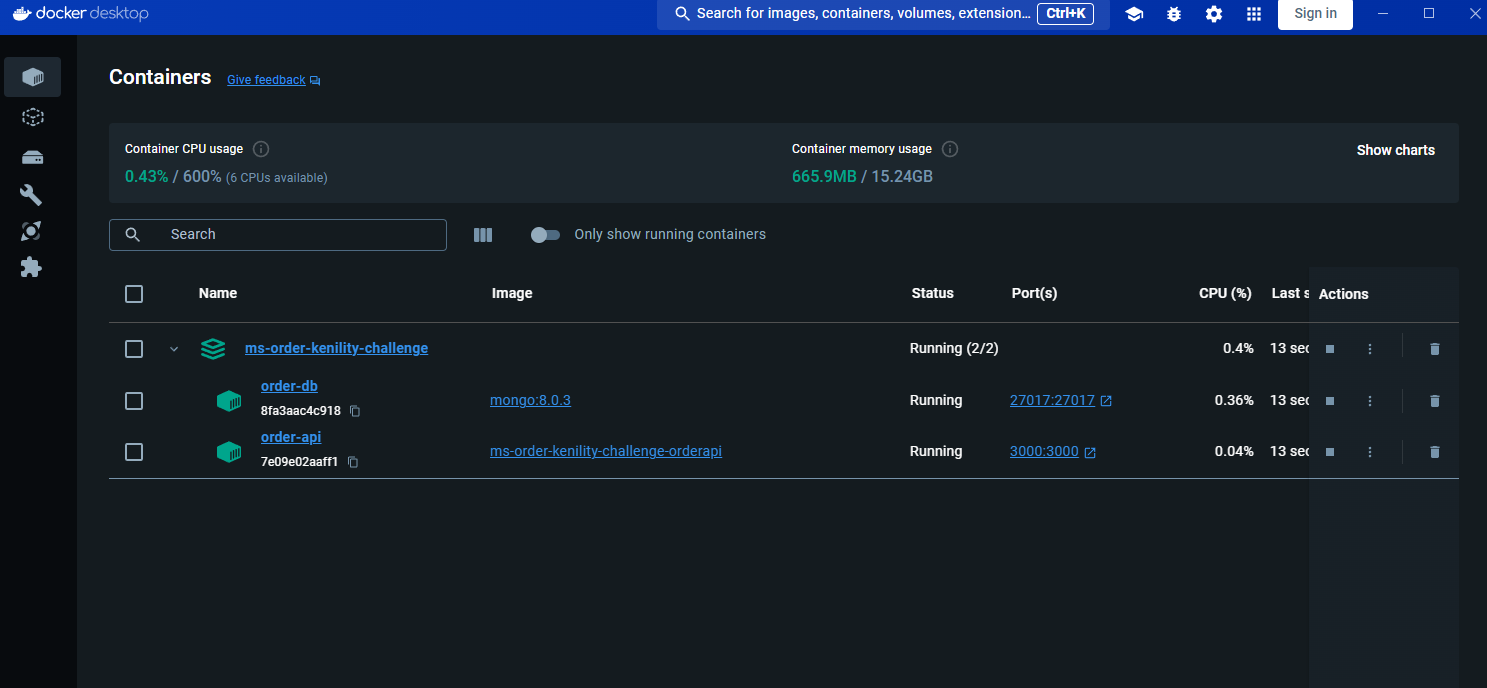 docker desktop
Search for images, containers, volumes, extension... Ctrl+K
Sign in
Containers Give feedback
Container CPU usage
0.43% / 600% (6 CPUs available)
Container memory usage
665.9MB / 15.24GB
Show charts
Search
Only show running containers
Name Image Status Port(s) CPU (%) Last s Actions
ms-order-kenility-challenge Running (2/2) 0.4% 13 sec
order-db
8fa3aac4c918
mongo:8.0.3 Running 27017:27017 0.36% 13 sec
order-api
7e09e02aaff1
ms-order-kenility-challenge-orderapi Running 3000:3000 0.04% 13 sec